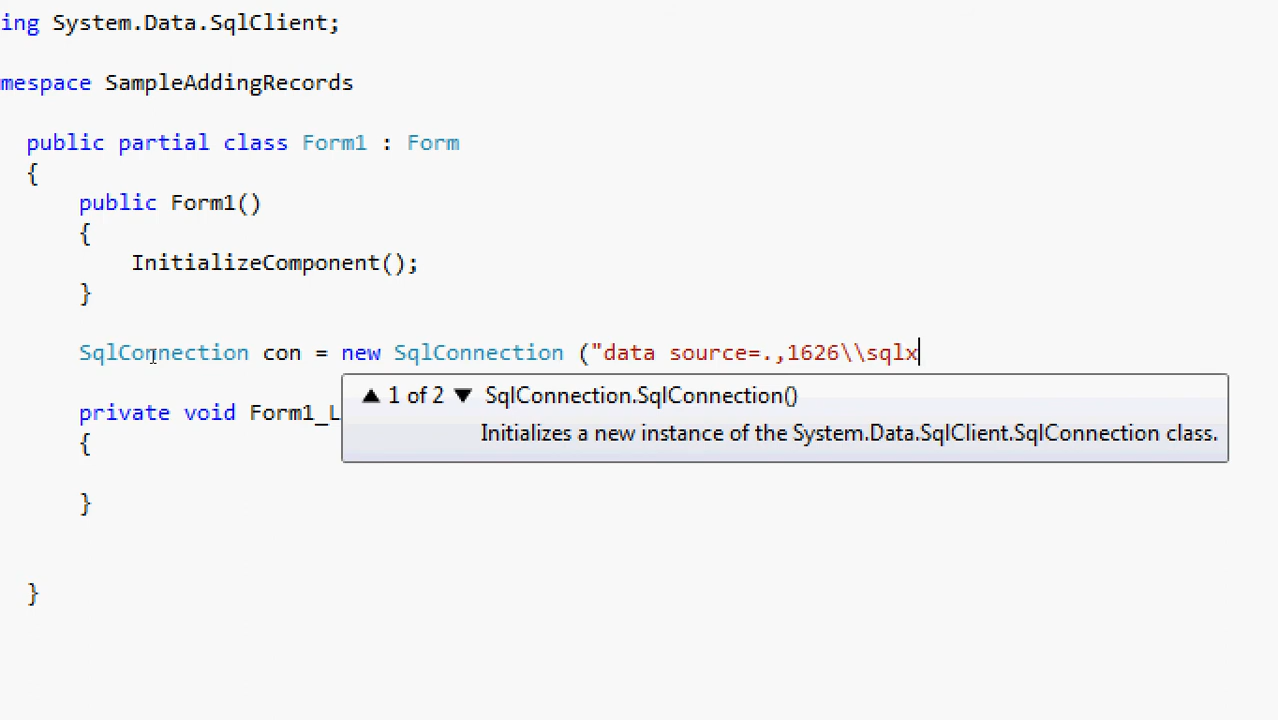 ing System.Data.SqlClient;
mespace SampleAddingRecords
public partial class Form1 : Form
{
public Form1()
{
InitializeComponent();
}
SqlConnection con = new SqlConnection ("data source=.,1626\\sqlx
▲ 1 of 2 ▼ SqlConnection.SqlConnection()
Initializes a new instance of the System.Data.SqlClient.SqlConnection class.
private void Form1_L
{
}
}